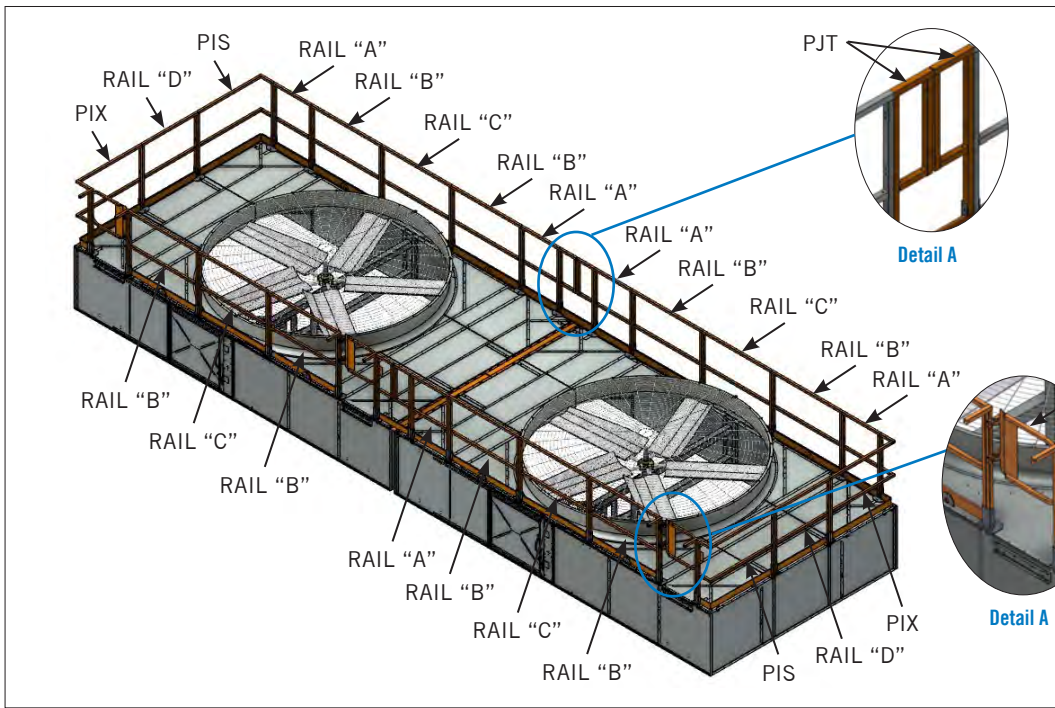 PIS
RAIL “A”
PJT
RAIL “D”
RAIL “B”
PIX
RAIL “C”
RAIL “B”
RAIL “A”
RAIL “A”
Detail A
RAIL “B”
RAIL “C”
RAIL “B”
RAIL “A”
RAIL “B”
RAIL “C”
RAIL “B”
RAIL “A”
RAIL “B”
RAIL “C”
RAIL “B”
PIS
RAIL “D”
PIX
Detail A